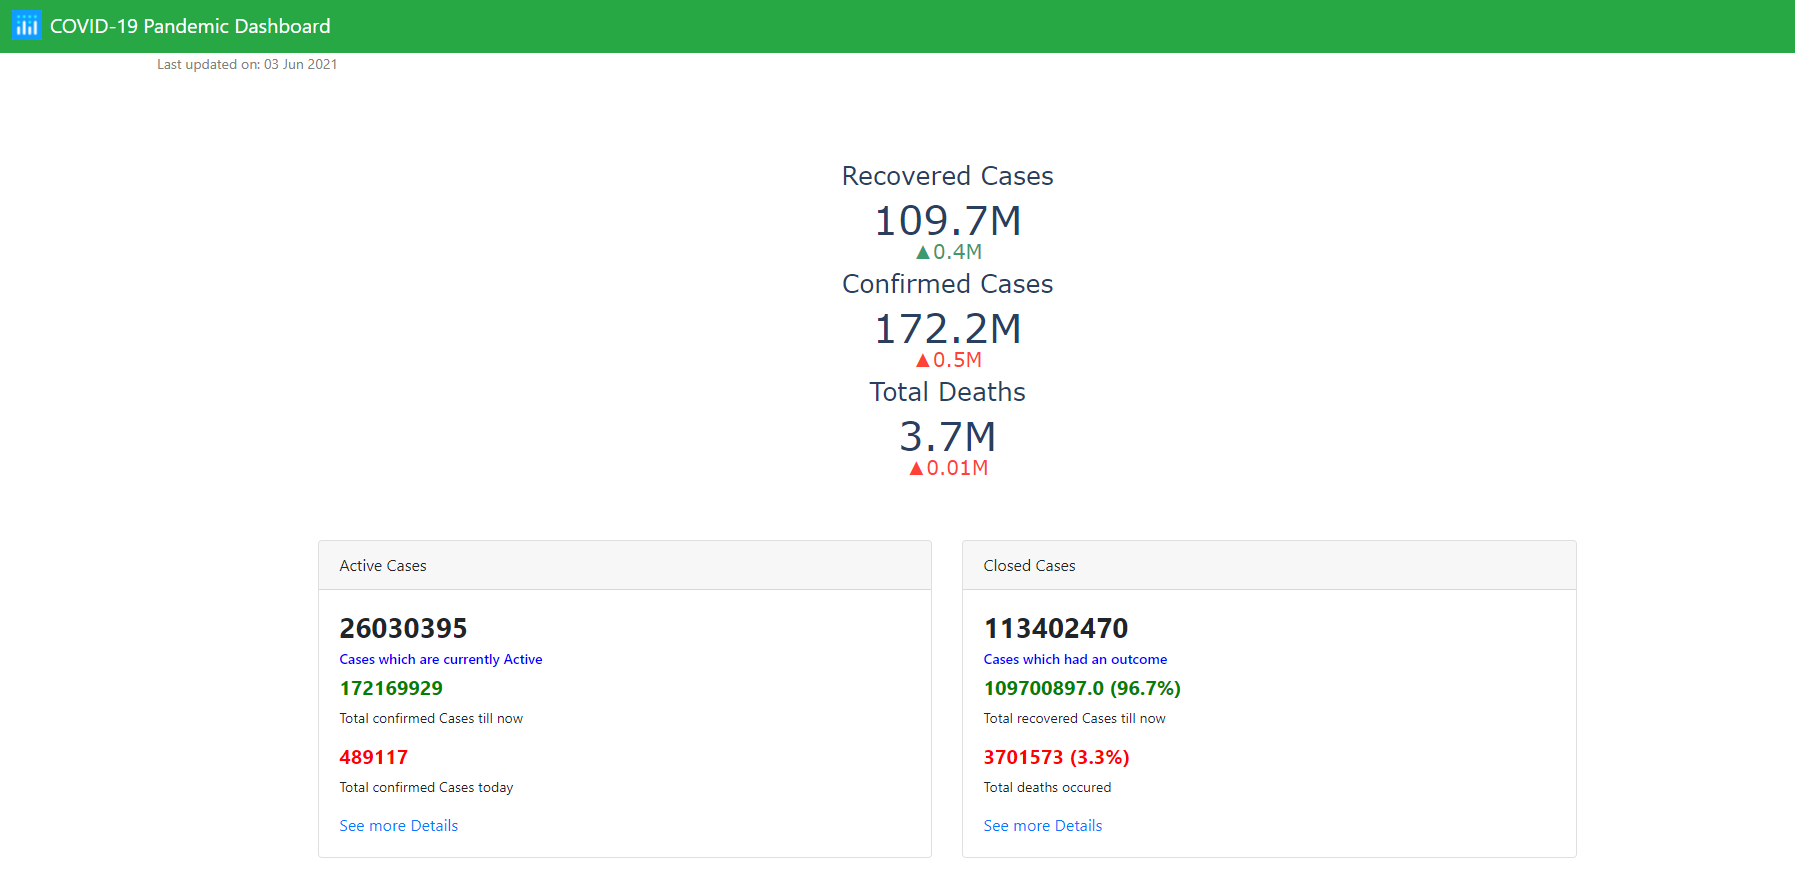 COVID-19 Pandemic Dashboard
Last updated on: 03 Jun 2021
Recovered Cases
109.7M
▲0.4M
Confirmed Cases
172.2M
▲0.5M
Total Deaths
3.7M
▲0.01M
Active Cases
26030395
Cases which are currently Active
172169929
Total confirmed Cases till now
489117
Total confirmed Cases today
See more Details
Closed Cases
113402470
Cases which had an outcome
109700897.0 (96.7%)
Total recovered Cases till now
3701573 (3.3%)
Total deaths occured
See more Details